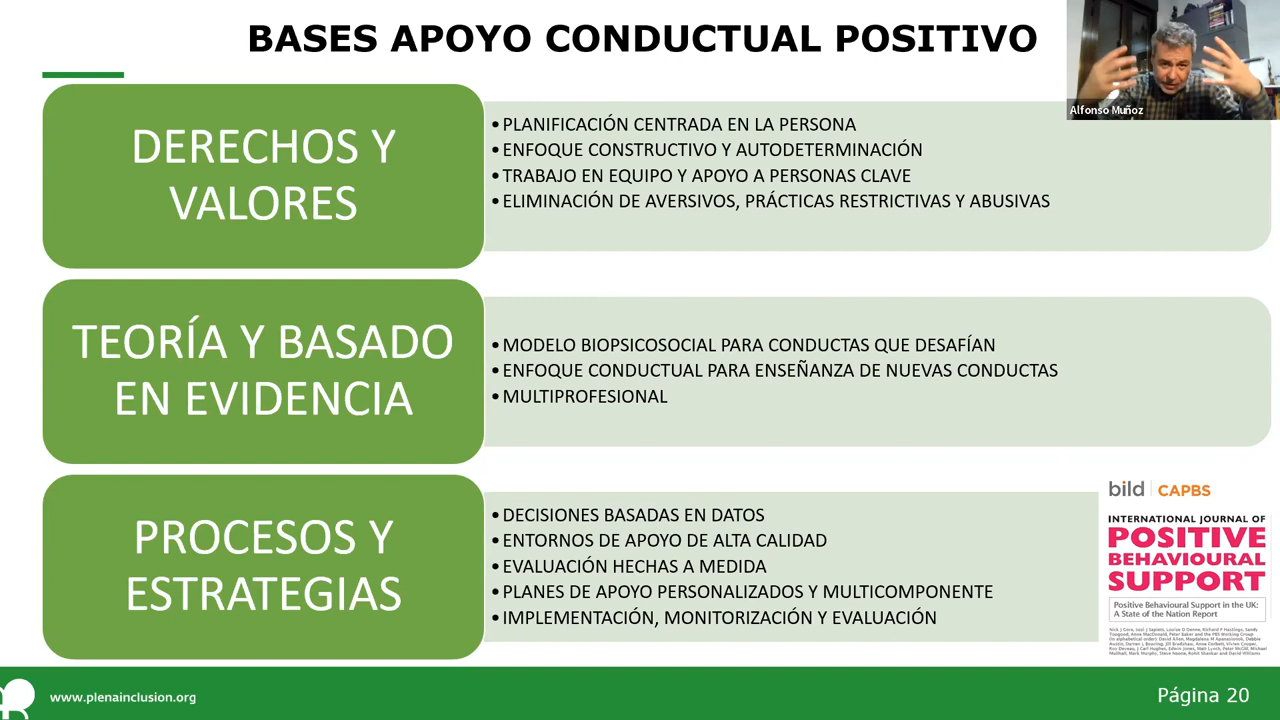 BASES APOYO CONDUCTUAL POSITIVO
Alfonso Muñoz
DERECHOS Y
VALORES
• PLANIFICACIÓN CENTRADA EN LA PERSONA
• ENFOQUE CONSTRUCTIVO Y AUTODETERMINACIÓN
• TRABAJO EN EQUIPO Y APOYO A PERSONAS CLAVE
• ELIMINACIÓN DE AVERSIVOS, PRÁCTICAS RESTRICTIVAS Y ABUSIVAS
TEORÍA Y BASADO
EN EVIDENCIA
• MODELO BIOPSICOSOCIAL PARA CONDUCTAS QUE DESAFÍAN
• ENFOQUE CONDUCTUAL PARA ENSEÑANZA DE NUEVAS CONDUCTAS
• MULTIPROFESIONAL
PROCESOS Y
ESTRATEGIAS
• DECISIONES BASADAS EN DATOS
• ENTORNOS DE APOYO DE ALTA CALIDAD
• EVALUACIÓN HECHAS A MEDIDA
• PLANES DE APOYO PERSONALIZADOS Y MULTICOMPONENTE
• IMPLEMENTACIÓN, MONITORIZACIÓN Y EVALUACIÓN
bild | CAPBS
INTERNATIONAL JOURNAL OF
POSITIVE
BEHAVIOURAL
SUPPORT
Positive Behavioural Support in the UK:
A State of the Nation Report
www.plenainclusion.org
Página 20